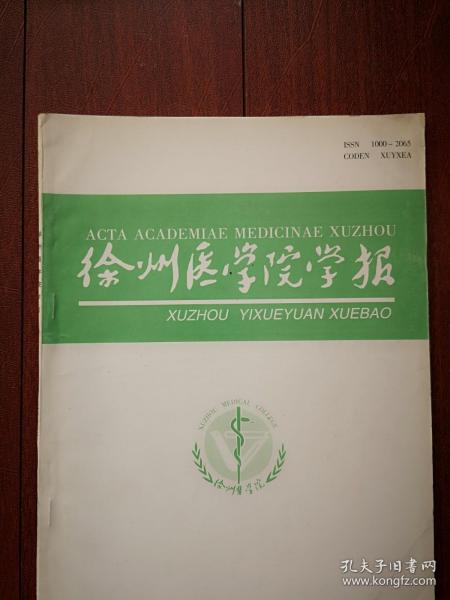 ISSN 1000-2065
CODEN XUYXEA
ACTA ACADEMIAE MEDICINAE XUZHOU
徐州医学院学报
XUZHOU YIXUEYUAN XUEBAO
XUZHOU MEDICAL COLLEGE
徐州醫学院
孔夫子旧书网
www.kongfz.com